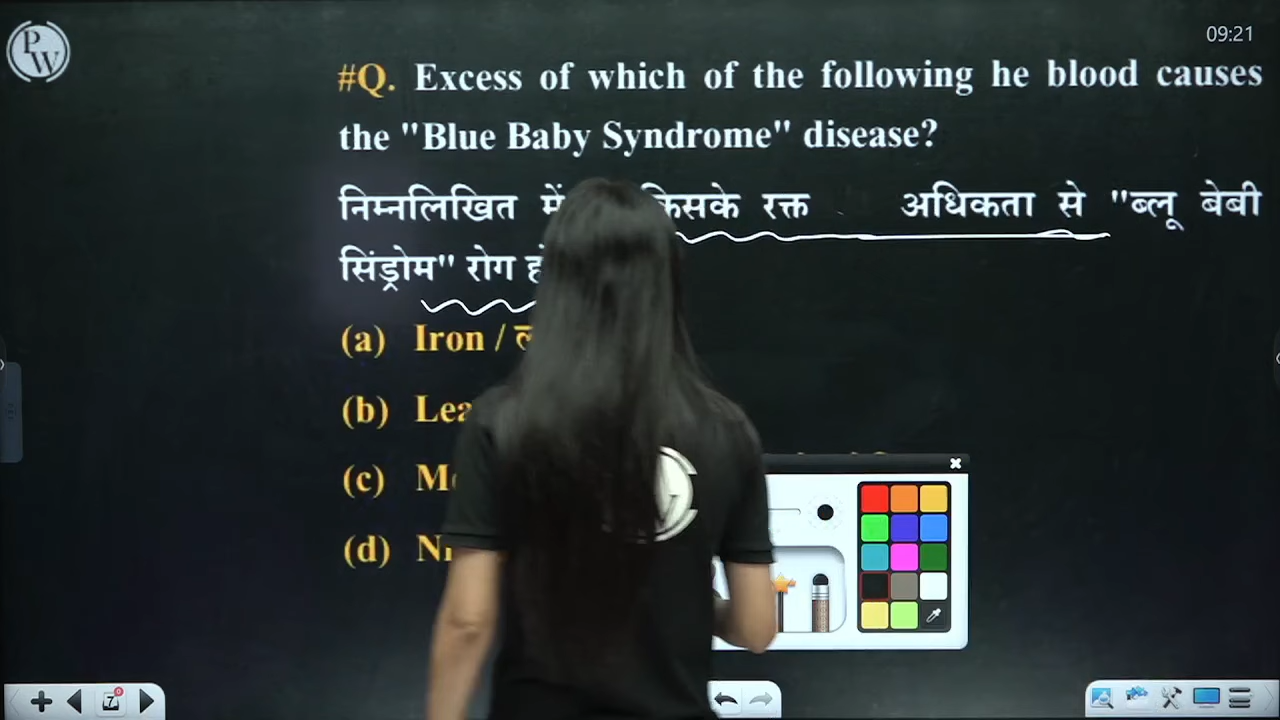 PW
09:21
#Q. Excess of which of the following he blood causes
the "Blue Baby Syndrome" disease?
निम्नलिखित में किसके रक्त अधिकता से "ब्लू बेबी
सिंड्रोम" रोग
(a) Iron /
(b)
(c)
(d)